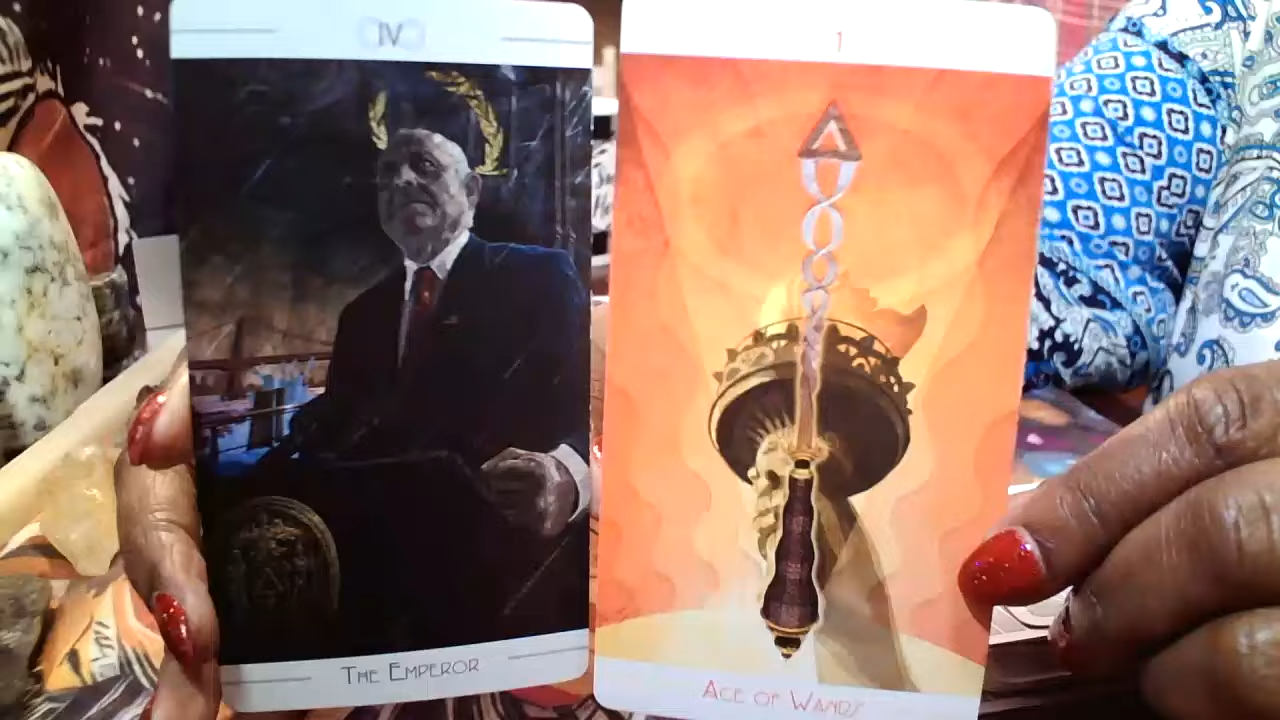 IV
THE EMPEROR
1
ACE OF WANDS